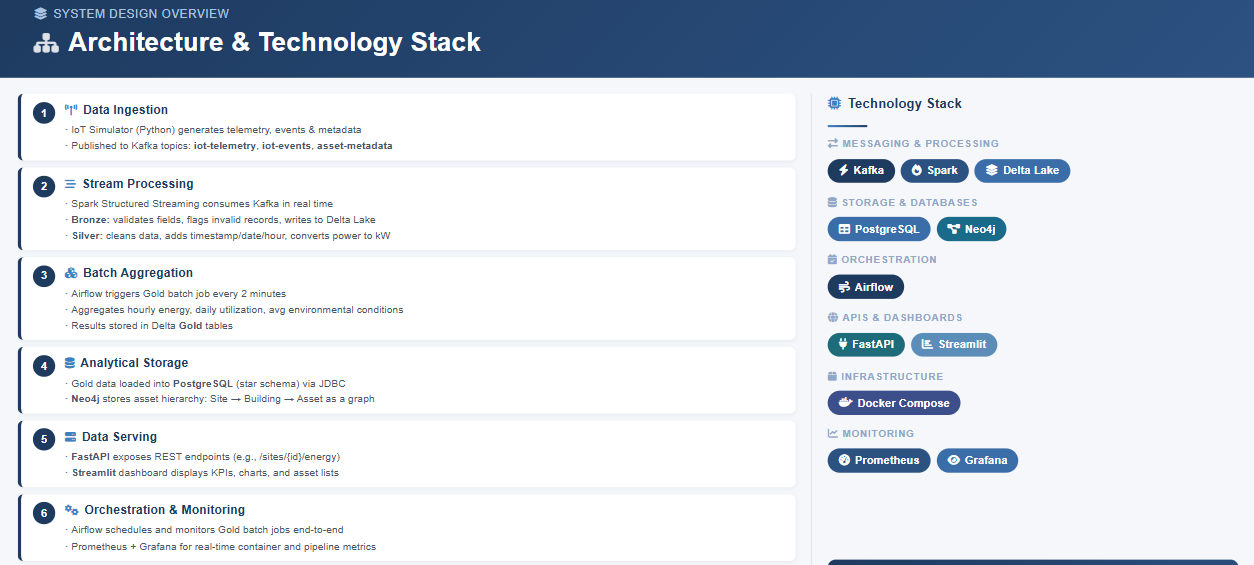 SYSTEM DESIGN OVERVIEW
Architecture & Technology Stack
1 Data Ingestion
· IoT Simulator (Python) generates telemetry, events & metadata
· Published to Kafka topics: iot-telemetry, iot-events, asset-metadata
2 Stream Processing
· Spark Structured Streaming consumes Kafka in real time
· Bronze: validates fields, flags invalid records, writes to Delta Lake
· Silver: cleans data, adds timestamp/date/hour, converts power to kW
3 Batch Aggregation
· Airflow triggers Gold batch job every 2 minutes
· Aggregates hourly energy, daily utilization, avg environmental conditions
· Results stored in Delta Gold tables
4 Analytical Storage
· Gold data loaded into PostgreSQL (star schema) via JDBC
· Neo4j stores asset hierarchy: Site → Building → Asset as a graph
5 Data Serving
· FastAPI exposes REST endpoints (e.g., /sites/{id}/energy)
· Streamlit dashboard displays KPIs, charts, and asset lists
6 Orchestration & Monitoring
· Airflow schedules and monitors Gold batch jobs end-to-end
· Prometheus + Grafana for real-time container and pipeline metrics
Technology Stack
MESSAGING & PROCESSING
Kafka Spark Delta Lake
STORAGE & DATABASES
PostgreSQL Neo4j
ORCHESTRATION
Airflow
APIS & DASHBOARDS
FastAPI Streamlit
INFRASTRUCTURE
Docker Compose
MONITORING
Prometheus Grafana